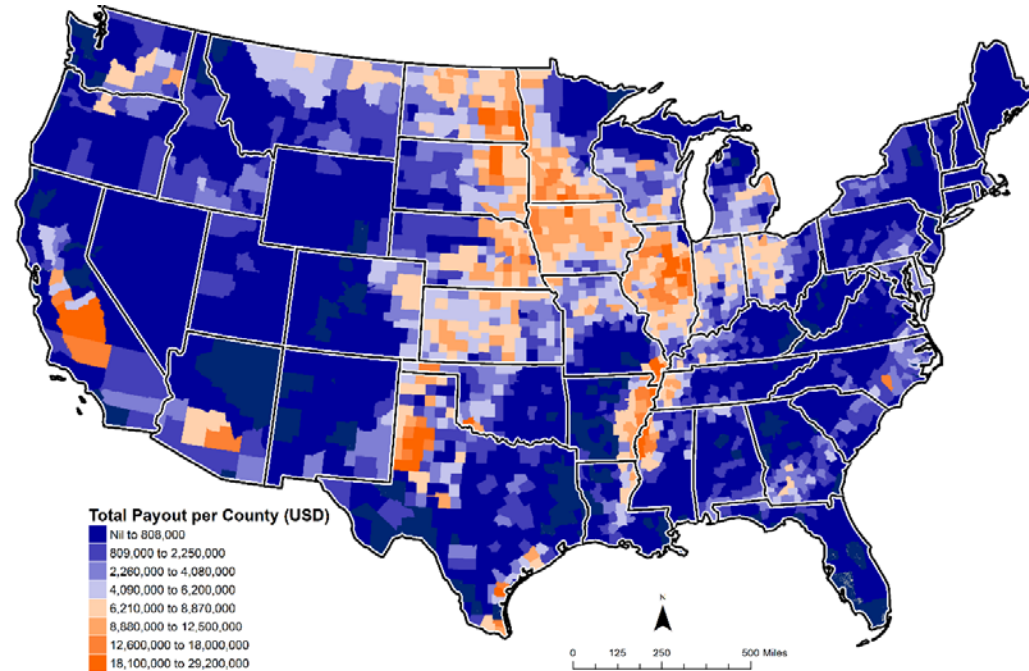 Total Payout per County (USD)
Nil to 808,000
809,000 to 2,250,000
2,260,000 to 4,080,000
4,090,000 to 6,200,000
6,210,000 to 8,870,000
8,880,000 to 12,500,000
12,600,000 to 18,000,000
18,100,000 to 29,200,000
N
0 125 250 500 Miles